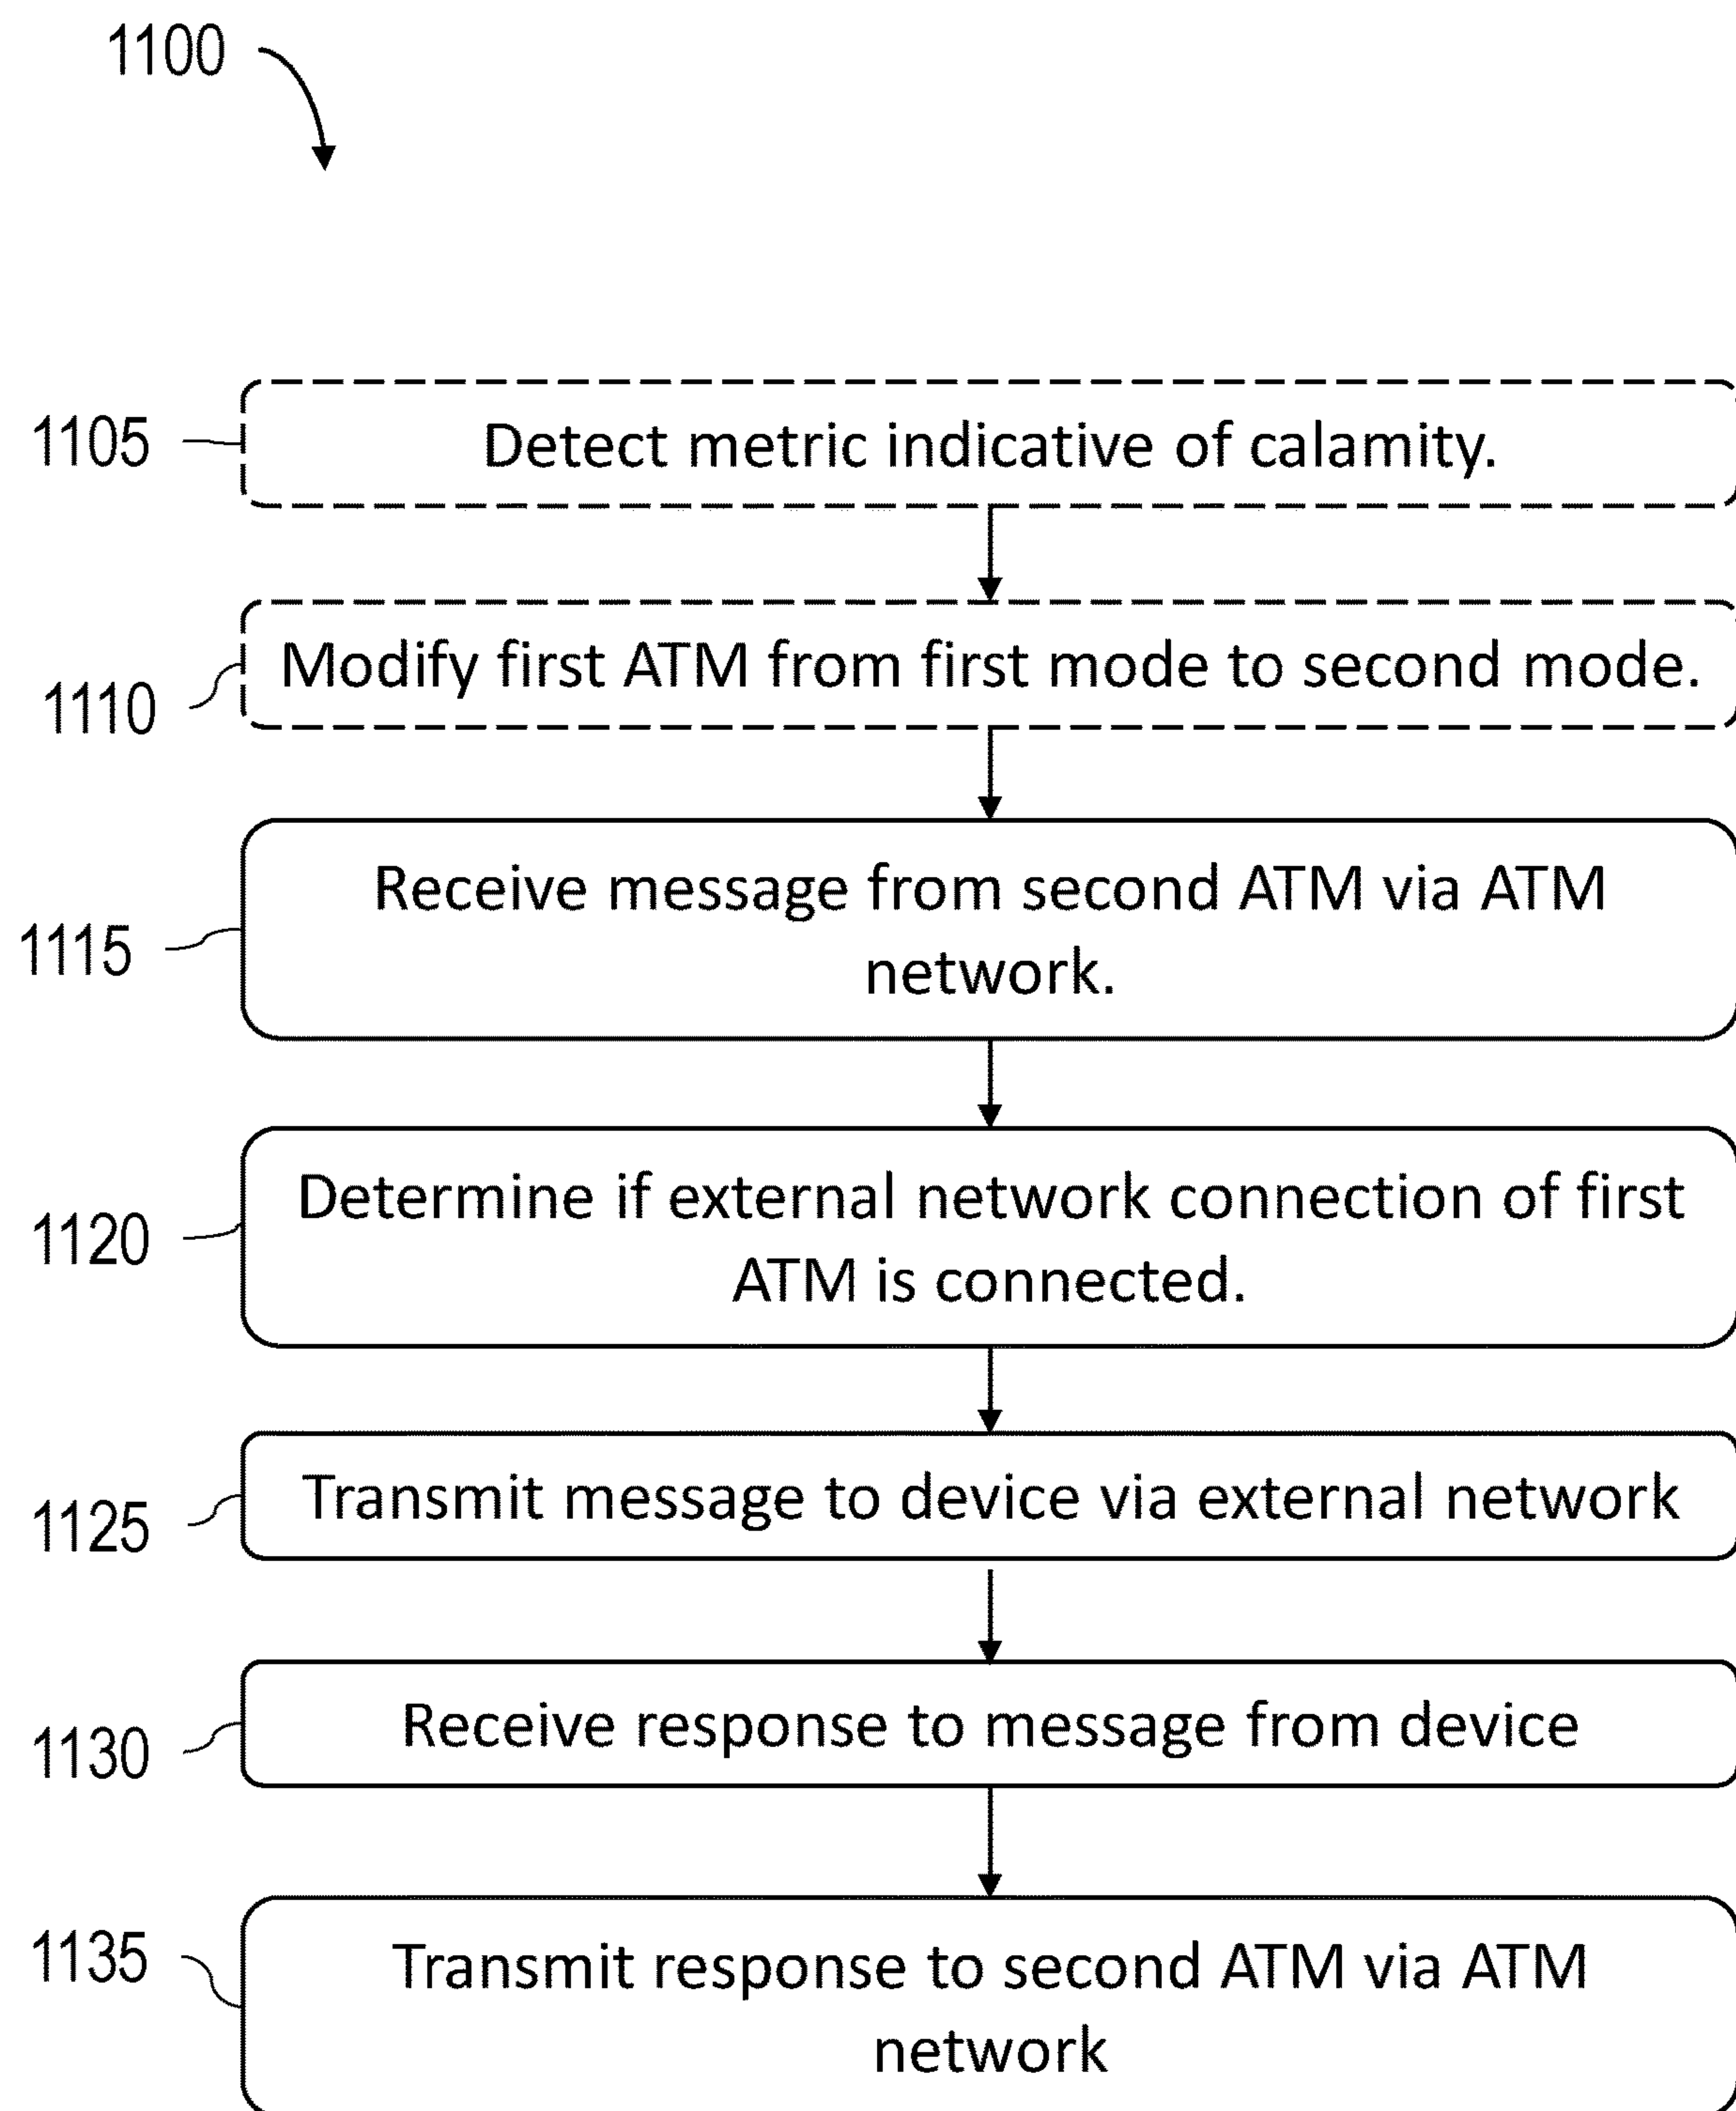 1100
1105
Detect metric indicative of calamity.
1110
Modify first ATM from first mode to second mode.
1115
Receive message from second ATM via ATM
network.
1120
Determine if external network connection of first
ATM is connected.
1125
Transmit message to device via external network
1130
Receive response to message from device
1135
Transmit response to second ATM via ATM
network